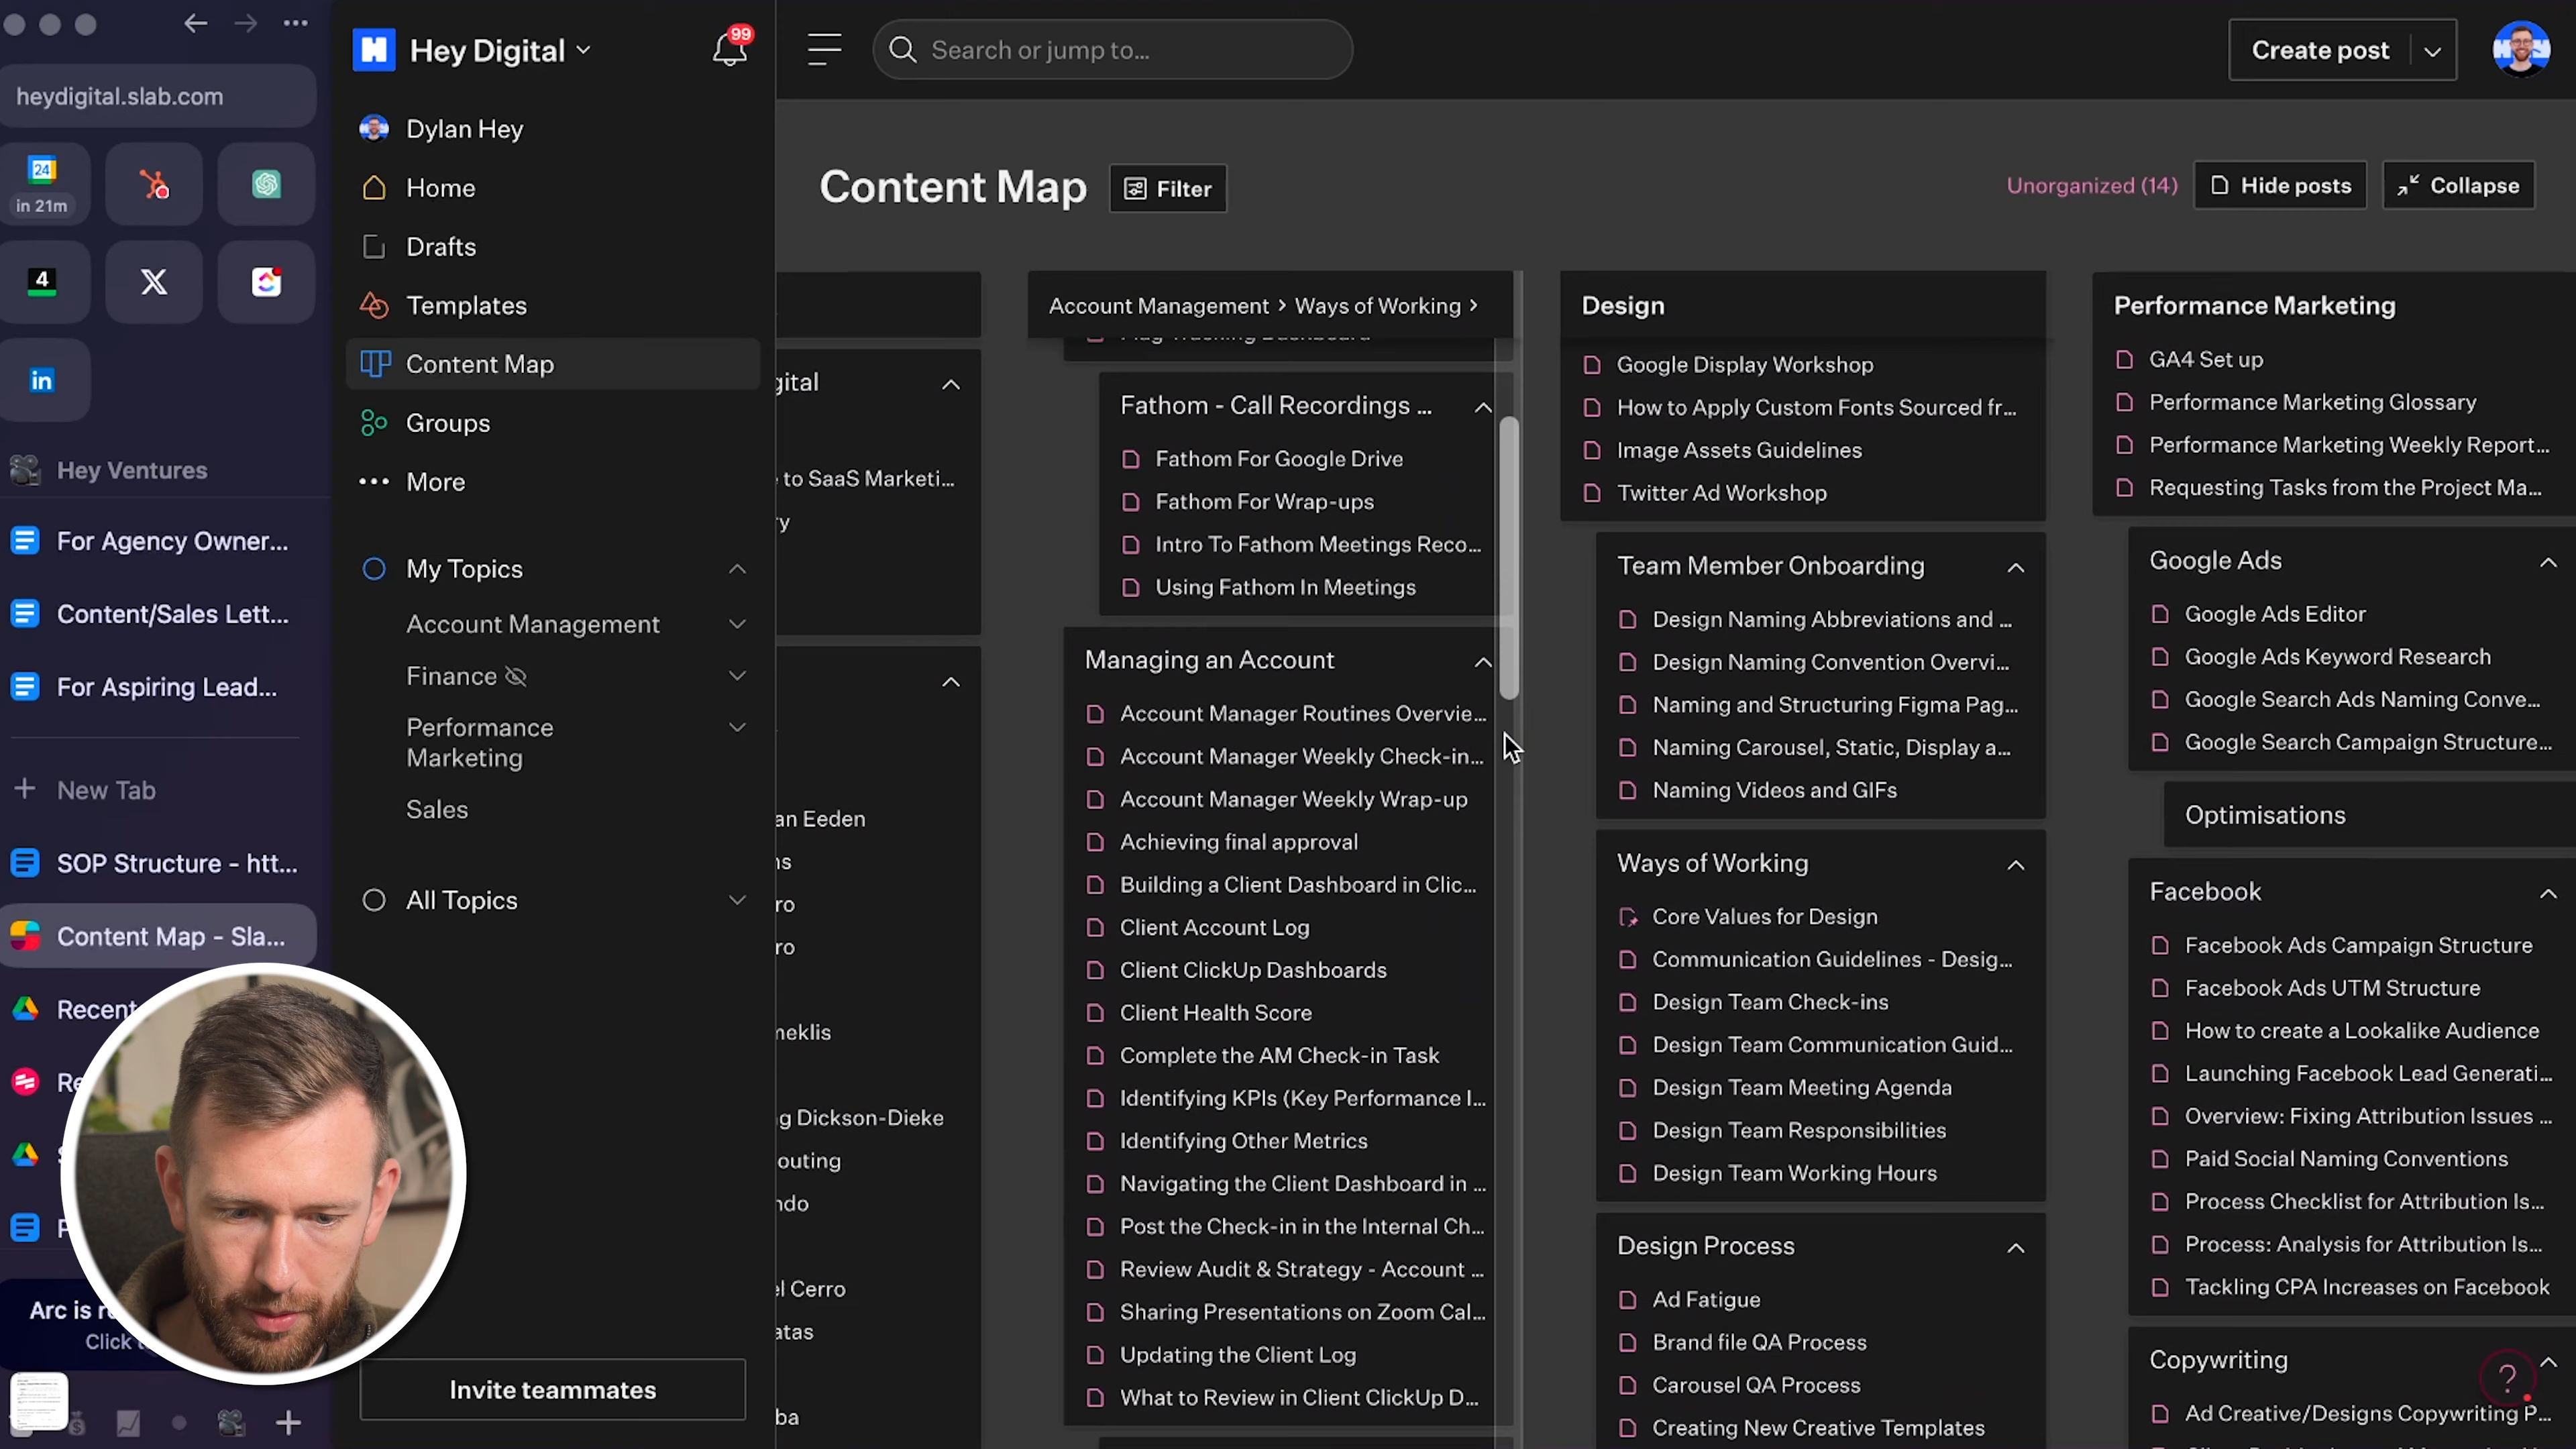 heydigital.slab.com
24
in 21m
4
X
in
Hey Ventures
For Agency Owner...
Content/Sales Lett...
For Aspiring Lead...
New Tab
SOP Structure - htt...
Content Map - Sla...
Recent
Re
Arc is r
Click
Hey Digital
99
Dylan Hey
Home
Drafts
Templates
Content Map
Groups
More
My Topics
Account Management
Finance
Performance
Marketing
Sales
All Topics
Invite teammates
Search or jump to...
Create post
Content Map
Filter
Unorganized (14)
Hide posts
Collapse
gital
to SaaS Marketi...
ry
an Eeden
ns
ro
ro
neklis
g Dickson-Dieke
outing
ndo
el Cerro
atas
ba
Account Management > Ways of Working >
Fathom - Call Recordings ...
Fathom For Google Drive
Fathom For Wrap-ups
Intro To Fathom Meetings Reco...
Using Fathom In Meetings
Managing an Account
Account Manager Routines Overvie...
Account Manager Weekly Check-in...
Account Manager Weekly Wrap-up
Achieving final approval
Building a Client Dashboard in Clic...
Client Account Log
Client ClickUp Dashboards
Client Health Score
Complete the AM Check-in Task
Identifying KPIs (Key Performance I...
Identifying Other Metrics
Navigating the Client Dashboard in ...
Post the Check-in in the Internal Ch...
Review Audit & Strategy - Account ...
Sharing Presentations on Zoom Cal...
Updating the Client Log
What to Review in Client ClickUp D...
Design
Google Display Workshop
How to Apply Custom Fonts Sourced fr...
Image Assets Guidelines
Twitter Ad Workshop
Team Member Onboarding
Design Naming Abbreviations and ...
Design Naming Convention Overvi...
Naming and Structuring Figma Pag...
Naming Carousel, Static, Display a...
Naming Videos and GIFs
Ways of Working
Core Values for Design
Communication Guidelines - Desig...
Design Team Check-ins
Design Team Communication Guid...
Design Team Meeting Agenda
Design Team Responsibilities
Design Team Working Hours
Design Process
Ad Fatigue
Brand file QA Process
Carousel QA Process
Creating New Creative Templates
Performance Marketing
GA4 Set up
Performance Marketing Glossary
Performance Marketing Weekly Report...
Requesting Tasks from the Project Ma...
Google Ads
Google Ads Editor
Google Ads Keyword Research
Google Search Ads Naming Conve...
Google Search Campaign Structure...
Optimisations
Facebook
Facebook Ads Campaign Structure
Facebook Ads UTM Structure
How to create a Lookalike Audience
Launching Facebook Lead Generati...
Overview: Fixing Attribution Issues ...
Paid Social Naming Conventions
Process Checklist for Attribution Is...
Process: Analysis for Attribution Is...
Tackling CPA Increases on Facebook
Copywriting
Ad Creative/Designs Copywriting P...
?